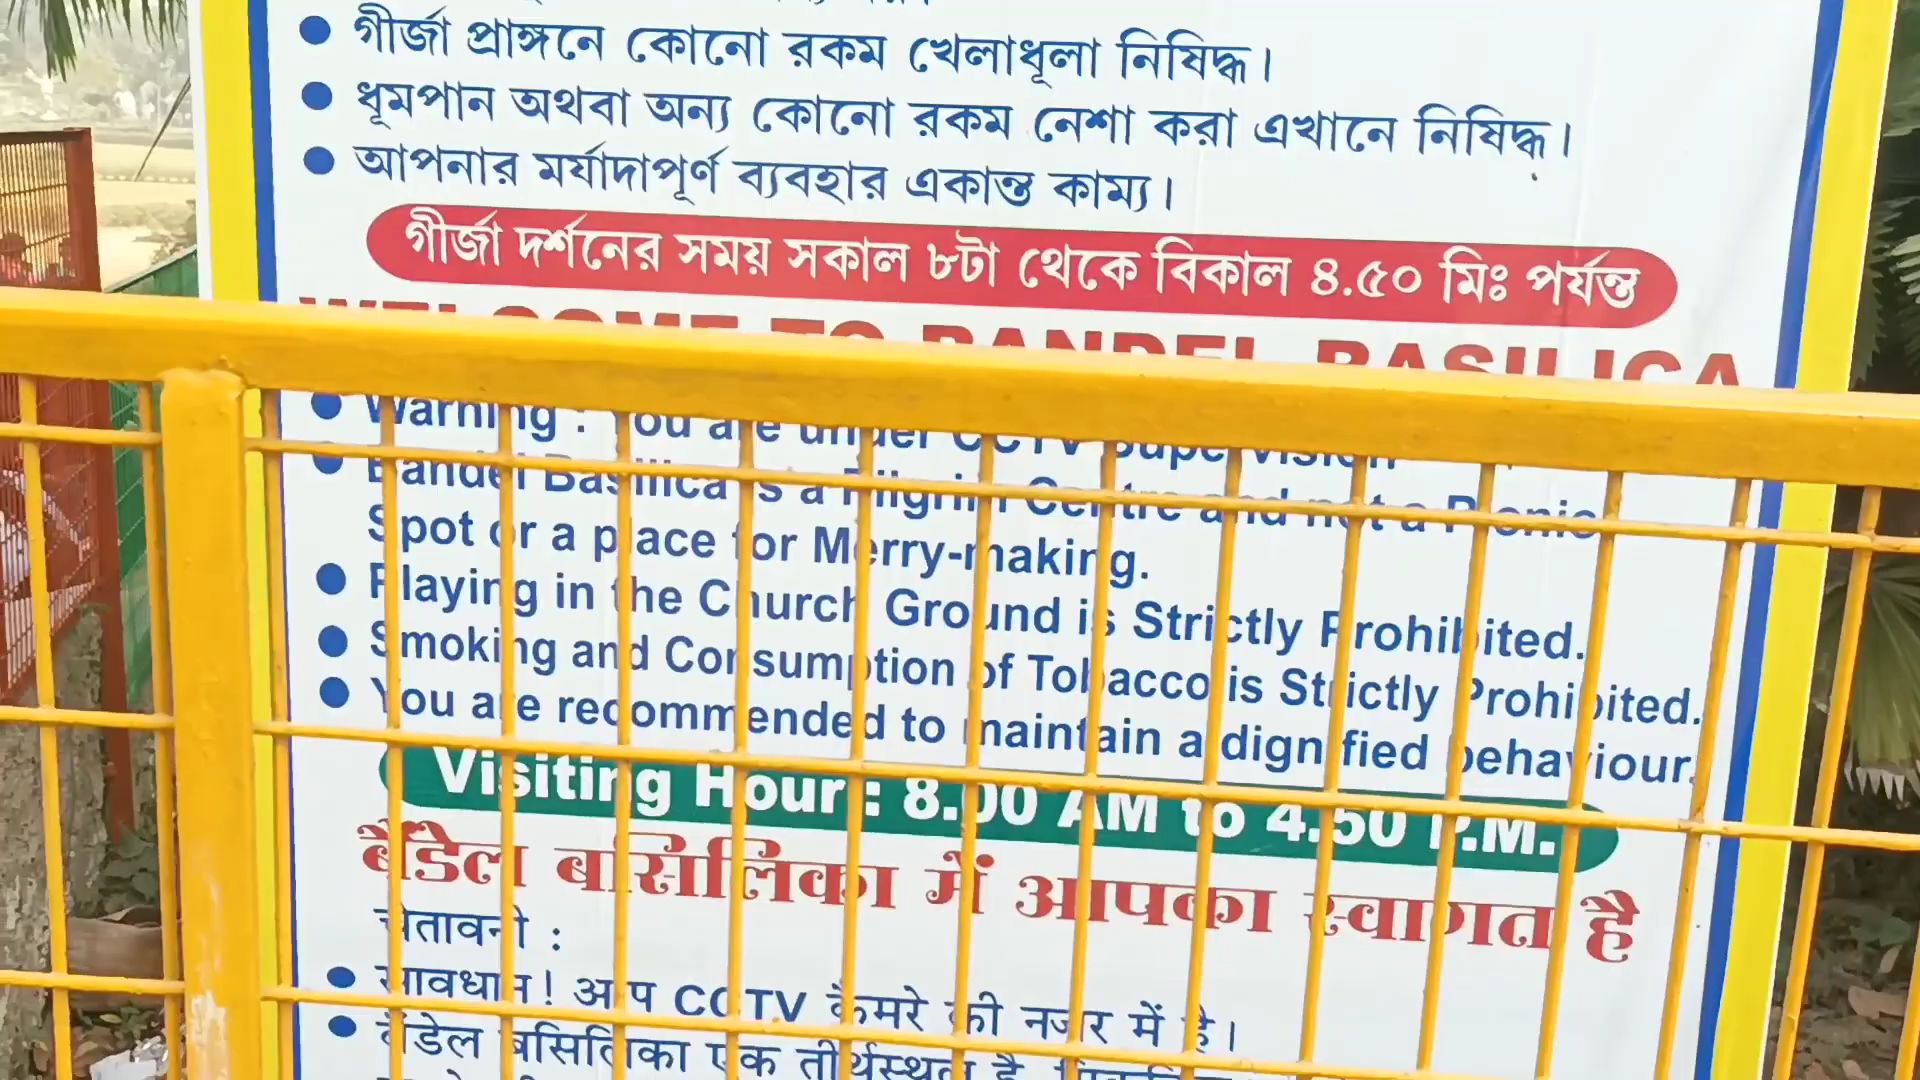 গীর্জা প্রাঙ্গনে কোনো রকম খেলাধূলা নিষিদ্ধ।
ধূমপান অথবা অন্য কোনো রকম নেশা করা এখানে নিষিদ্ধ।
আপনার মর্যাদাপূর্ণ ব্যবহার একান্ত কাম্য।
গীর্জা দর্শনের সময় সকাল ৮টা থেকে বিকাল ৪.৫০ মিঃ পর্যন্ত
WELCOME TO BANDEL BASILICA
Warning : You are under CCTV Supervision
Bandel Basilica is a Pilgrim Centre and not a Picnic
Spot or a place for Merry-making.
Playing in the Church Ground is Strictly Prohibited.
Smoking and Consumption of Tobacco is Strictly Prohibited.
You are recommended to maintain a dignified behaviour.
Visiting Hour : 8.00 AM to 4.50 P.M.
बैंडेल बसिलिका में आपका स्वागत है
चेतावनी :
सावधान! आप CCTV कैमरे की नजर में है।
बैंडेल बसिलिका एक तीर्थस्थल है